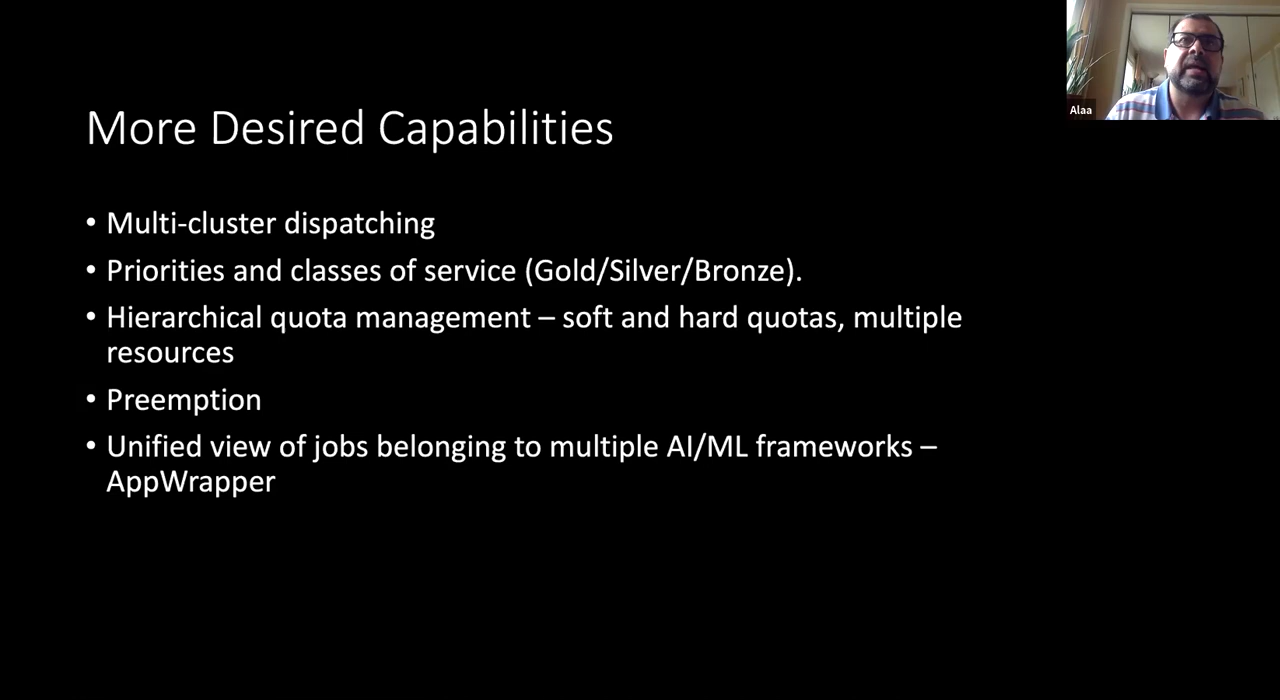 More Desired Capabilities
Alaa
• Multi-cluster dispatching
• Priorities and classes of service (Gold/Silver/Bronze).
• Hierarchical quota management – soft and hard quotas, multiple
resources
• Preemption
• Unified view of jobs belonging to multiple AI/ML frameworks –
AppWrapper